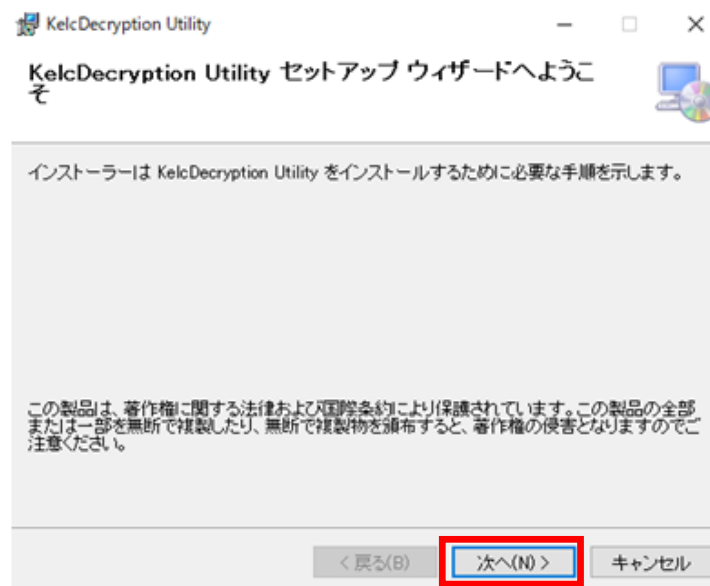 KelcDecryption Utility
KelcDecryption Utility セットアップ ウィザードへようこ
そ
インストーラーは KelcDecryption Utility をインストールするために必要な手順を示します。
この製品は、著作権に関する法律および国際条約により保護されています。この製品の全部
または一部を無断で複製したり、無断で複製物を頒布すると、著作権の侵害となりますのでご
注意ください。
< 戻る(B)
次へ(N) >
キャンセル